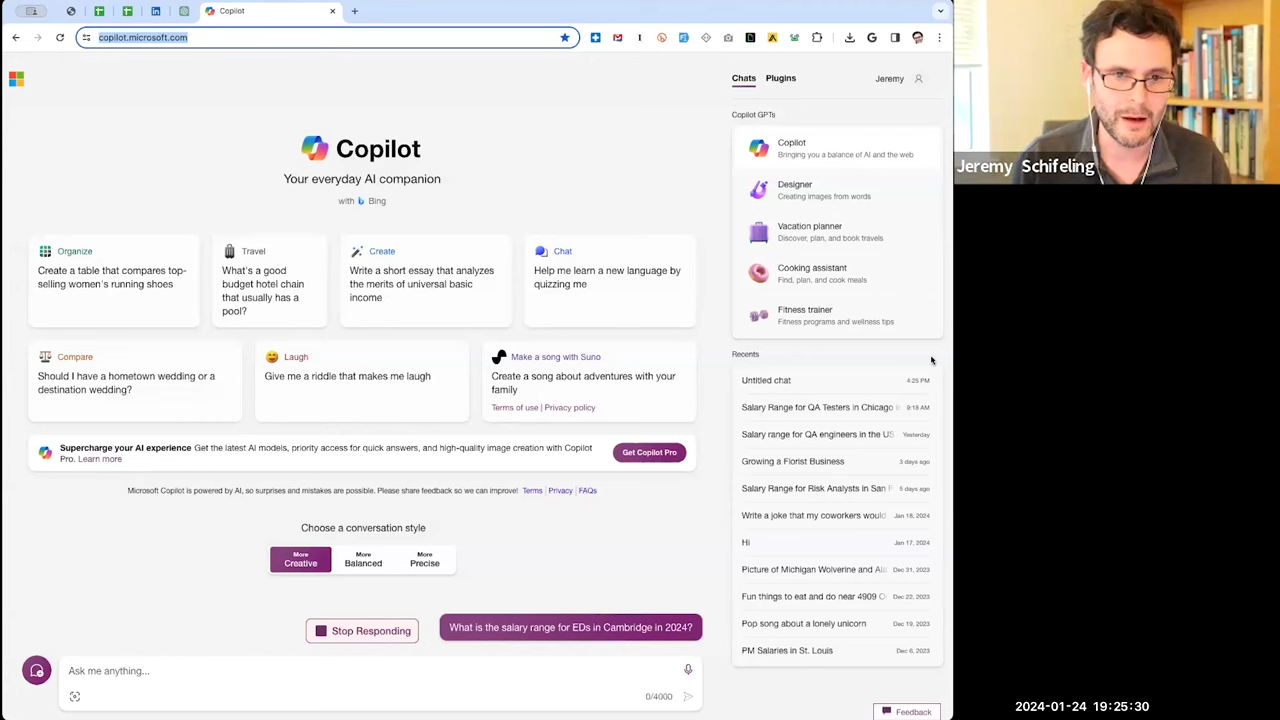 Copilot
copilot.microsoft.com
Chats Plugins Jeremy
Copilot
Your everyday AI companion
with Bing
Organize
Create a table that compares top-
selling women's running shoes
Travel
What's a good
budget hotel chain
that usually has a
pool?
Create
Write a short essay that analyzes
the merits of universal basic
income
Chat
Help me learn a new language by
quizzing me
Compare
Should I have a hometown wedding or a
destination wedding?
Laugh
Give me a riddle that makes me laugh
Make a song with Suno
Create a song about adventures with your
family
Terms of use | Privacy policy
Supercharge your AI experience Get the latest AI models, priority access for quick answers, and high-quality image creation with Copilot
Pro. Learn more
Get Copilot Pro
Microsoft Copilot is powered by AI, so surprises and mistakes are possible. Please share feedback so we can improve! Terms | Privacy | FAQs
Choose a conversation style
More
Creative
More
Balanced
More
Precise
Stop Responding
What is the salary range for EDs in Cambridge in 2024?
Ask me anything...
0/4000
Copilot GPTs
Copilot
Bringing you a balance of AI and the web
Designer
Creating images from words
Vacation planner
Discover, plan, and book travels
Cooking assistant
Find, plan, and cook meals
Fitness trainer
Fitness programs and wellness tips
Recents
Untitled chat 4:25 PM
Salary Range for QA Testers in Chicago 9:18 AM
Salary range for QA engineers in the US Yesterday
Growing a Florist Business 3 days ago
Salary Range for Risk Analysts in San 5 days ago
Write a joke that my coworkers would Jan 18, 2024
Hi Jan 17, 2024
Picture of Michigan Wolverine and Dec 31, 2023
Fun things to eat and do near 4909 Dec 22, 2023
Pop song about a lonely unicorn Dec 19, 2023
PM Salaries in St. Louis Dec 6, 2023
Feedback
Jeremy Schifeling
2024-01-24 19:25:30